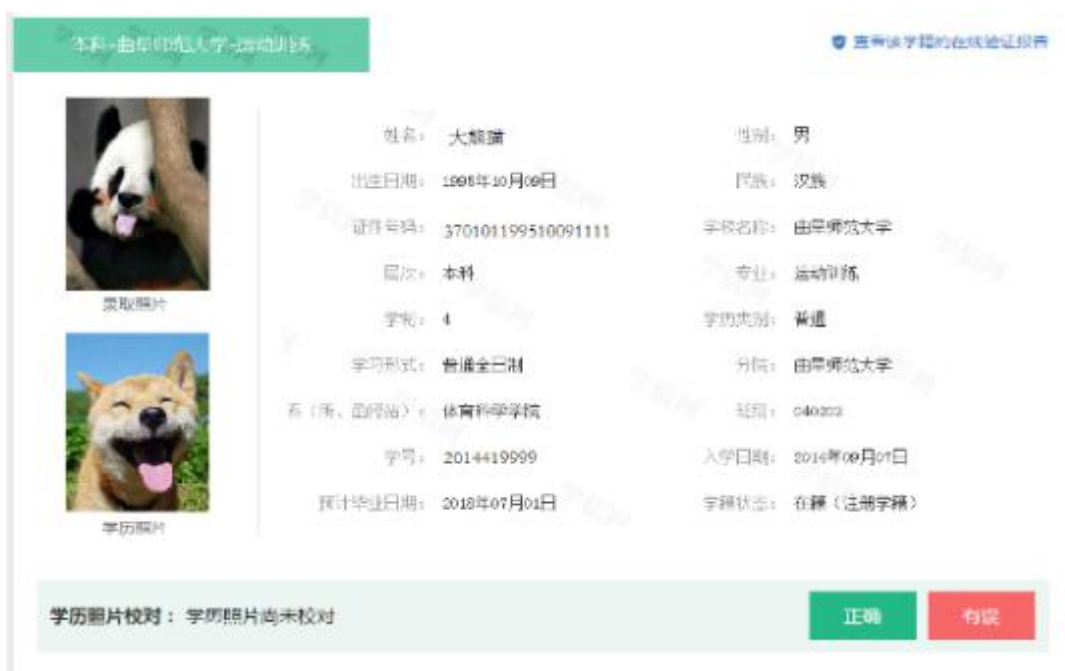 本科-曲阜师范大学-运动训练
查看该学籍的在线验证报告
姓名： 大熊猫 性别： 男
出生日期： 1995年10月09日 民族： 汉族
证件号码： 370101199510091111 学校名称： 曲阜师范大学
层次： 本科 专业： 运动训练
学制： 4 学历类别： 普通
学习形式： 普通全日制 分院： 曲阜师范大学
系（所、函授站）： 体育科学学院 班级： 040202
学号： 2014419999 入学日期： 2014年09月07日
预计毕业日期： 2018年07月01日 学籍状态： 在籍（注册学籍）
录取照片
学历照片
学历照片校对： 学历照片尚未校对
正确 有误